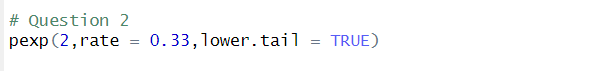 # Question 2
pexp(2,rate = 0.33,lower.tail = TRUE)